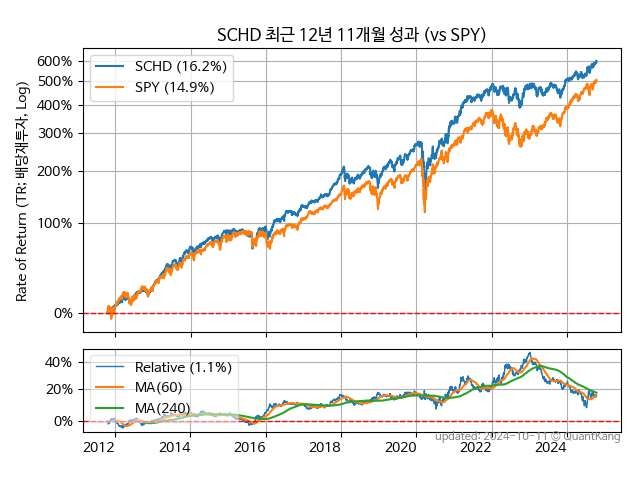 SCHD 최근 12년 11개월 성과 (vs SPY)
Rate of Return (TR: 배당재투자, Log)
600%
500%
400%
300%
200%
100%
0%
SCHD (16.2%)
SPY (14.9%)
40%
20%
0%
Relative (1.1%)
MA(60)
MA(240)
2012 2014 2016 2018 2020 2022 2024
updated: 2024-10-11 © QuantKang